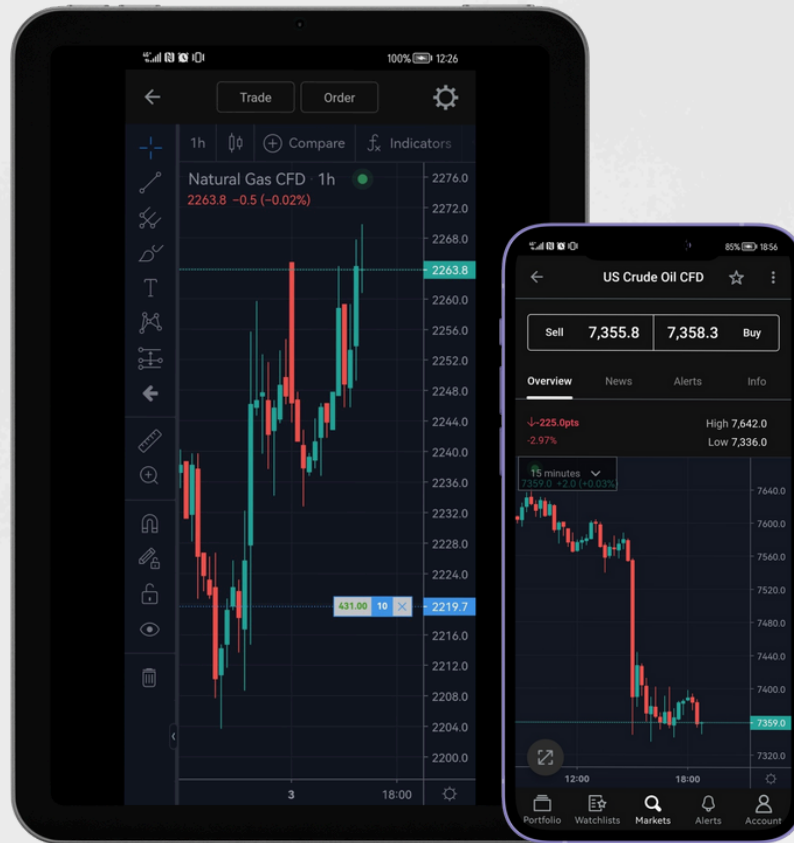 100% 12:26
Trade Order
1h Compare fx Indicators
Natural Gas CFD · 1h
2263.8 −0.5 (−0.02%)
2276.0
2272.0
2268.0
2263.8
2260.0
2256.0
2252.0
2248.0
2244.0
2240.0
2236.0
2232.0
2228.0
2224.0
431.00 10 2219.7
2216.0
2212.0
2208.0
2204.0
2200.0
3 18:00
85% 18:56
US Crude Oil CFD
Sell 7,355.8 7,358.3 Buy
Overview News Alerts Info
↓-225.0pts High 7,642.0
-2.97% Low 7,336.0
15 minutes
7359.0 +2.0 (+0.03%)
7640.0
7600.0
7560.0
7520.0
7480.0
7440.0
7400.0
7359.0
7320.0
12:00 18:00
Portfolio Watchlists Markets Alerts Account